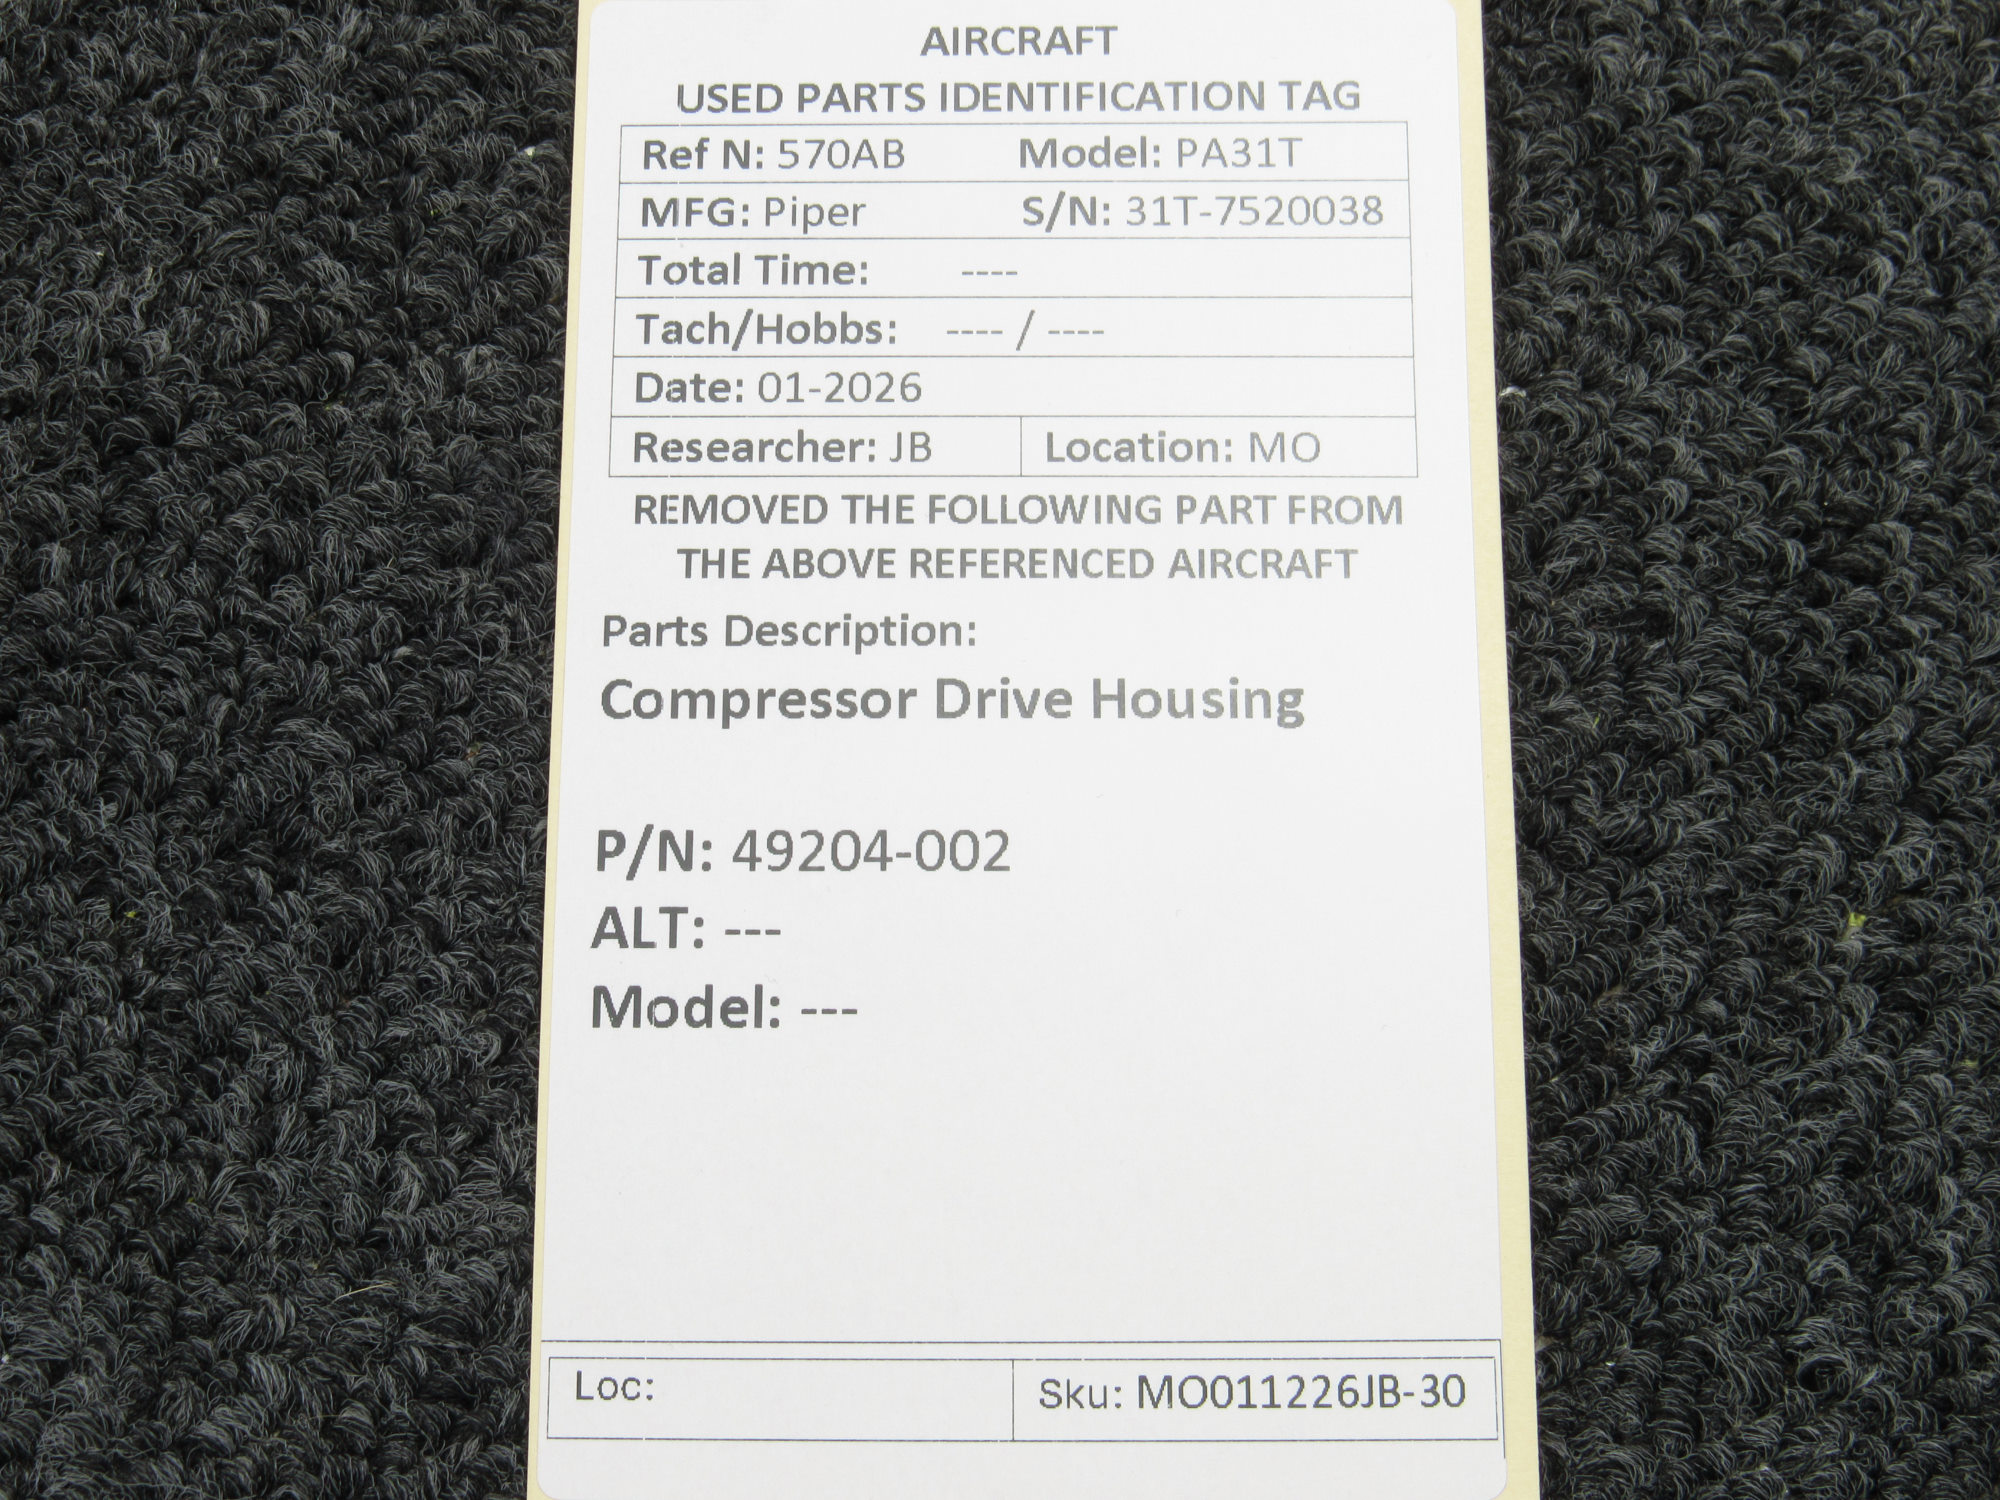 AIRCRAFT
USED PARTS IDENTIFICATION TAG
Ref N: 570AB Model: PA31T
MFG: Piper S/N: 31T-7520038
Total Time: ----
Tach/Hobbs: ---- / ----
Date: 01-2026
Researcher: JB Location: MO
REMOVED THE FOLLOWING PART FROM
THE ABOVE REFERENCED AIRCRAFT
Parts Description:
Compressor Drive Housing
P/N: 49204-002
ALT: ---
Model: ---
Loc: Sku: MO011226JB-30